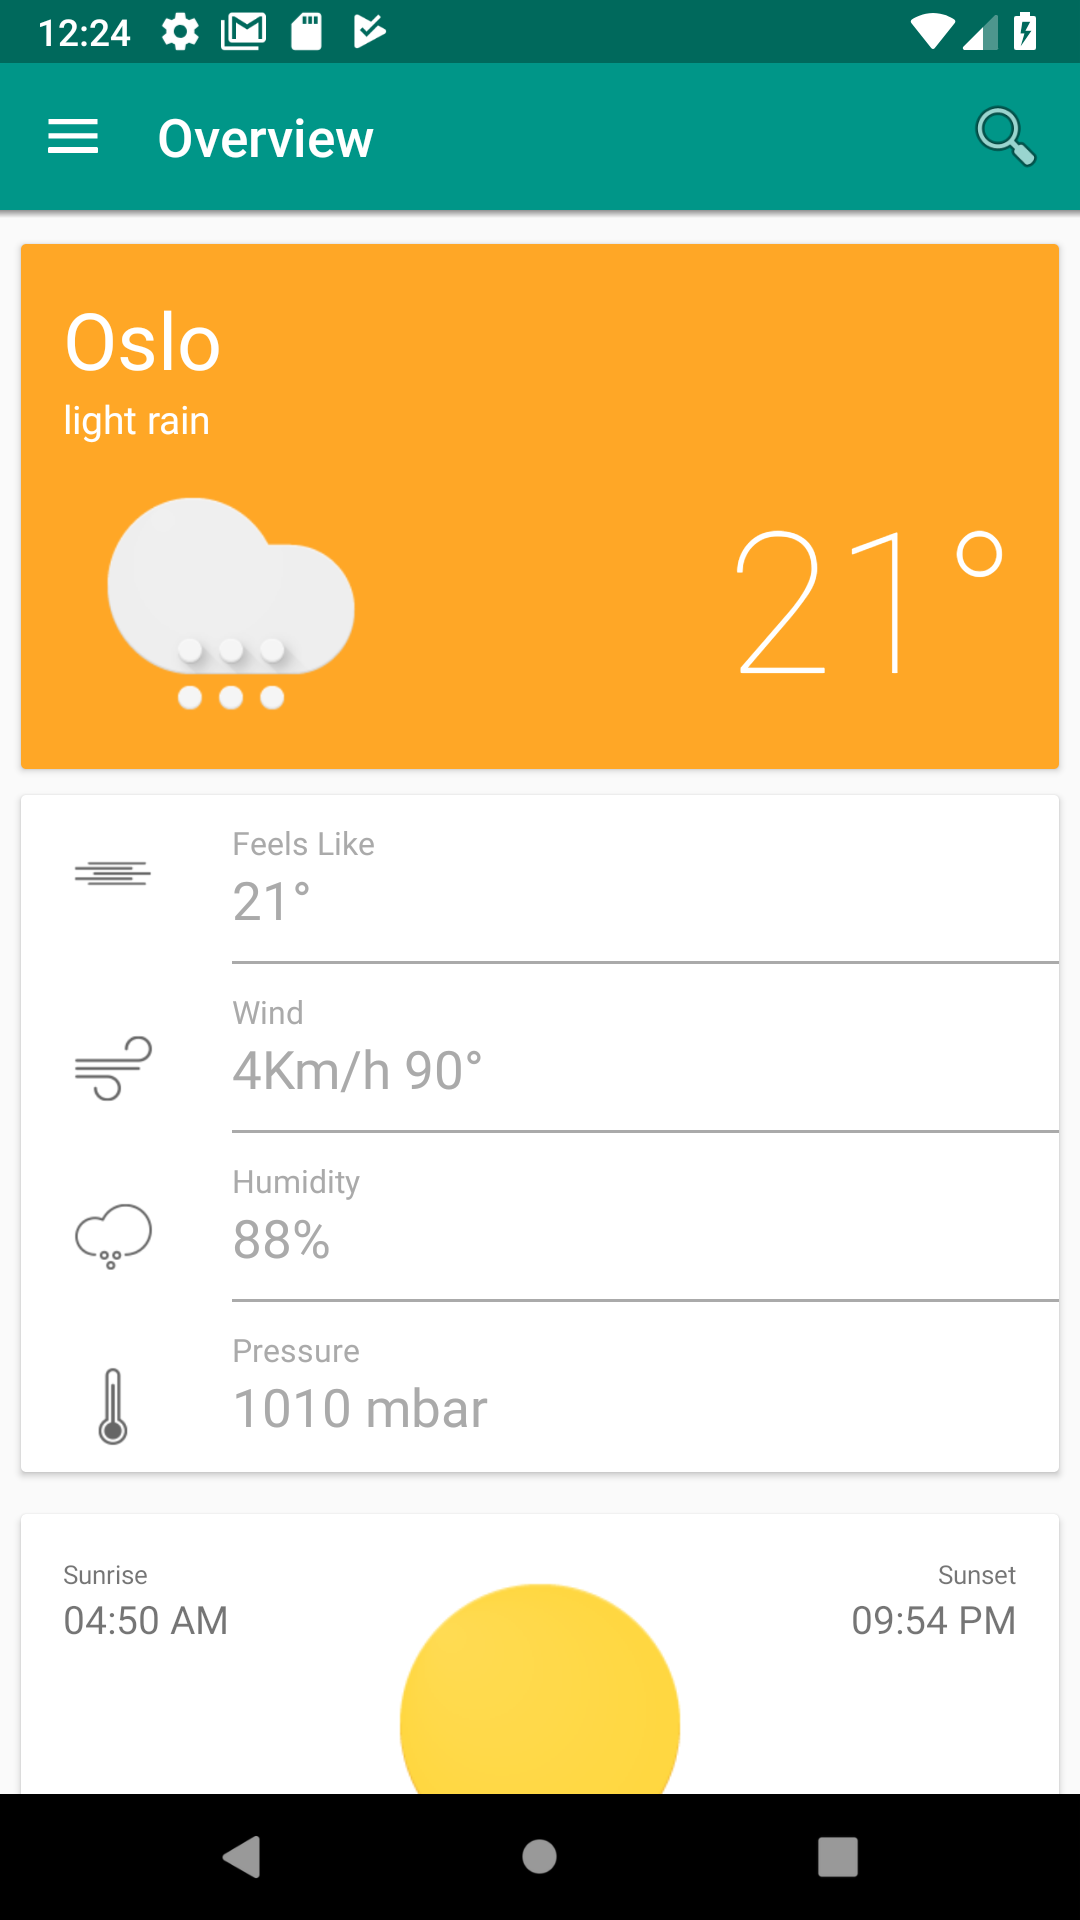 12:24
Overview
Oslo
light rain
21°
Feels Like
21°
Wind
4Km/h 90°
Humidity
88%
Pressure
1010 mbar
Sunrise
Sunset
04:50 AM
09:54 PM